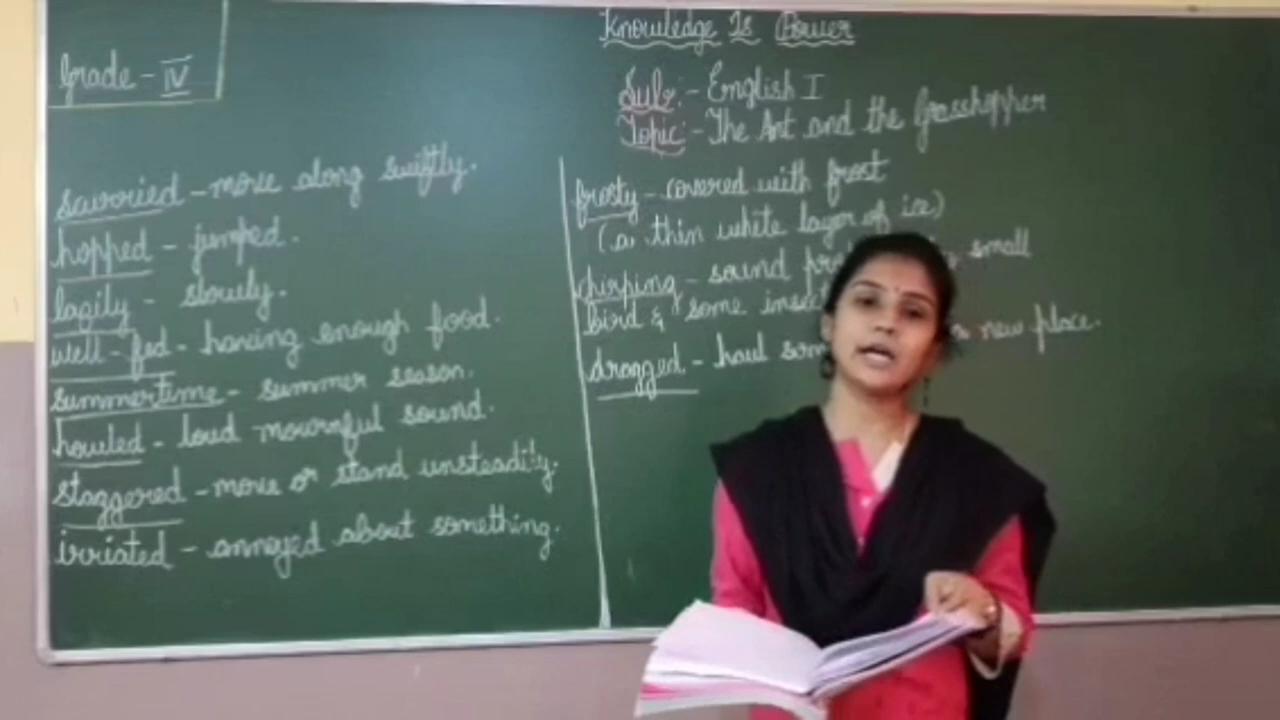 Knowledge Is Power
Grade - IV
Sub:- English I
Topic:- The Ant and the Grasshopper
scurried - move along swiftly.
hopped - jumped.
lazily - slowly.
well-fed - having enough food.
summertime - summer season.
howled - loud mournful sound.
staggered - move or stand unsteadily.
irriated - annoyed about something.
frosty - covered with frost
(a thin white layer of ice)
chirping - sound small
bird & some
dragged - haul new place.